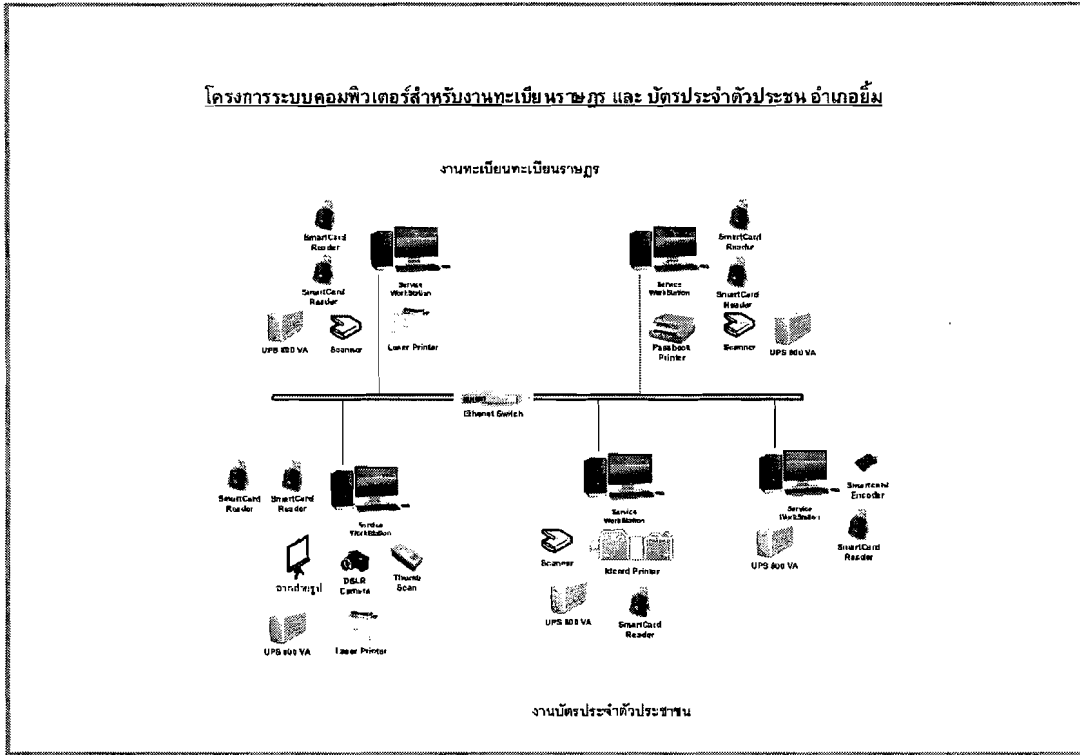 โครงการระบบคอมพิวเตอร์สำหรับงานทะเบียนราษฎร และ บัตรประจำตัวประชน อำเภอยิ้ม
งานทะเบียนทะเบียนราษฎร
SmartCard
Reader
SmartCard
Reader
Service
WorkStation
UPS 800 VA
Scanner
Laser Printer
SmartCard
Reader
Service
WorkStation
SmartCard
Reader
Passbook
Printer
Scanner
UPS 800 VA
Ethernet Switch
SmartCard
Reader
SmartCard
Reader
Service
WorkStation
ฉากถ่ายรูป
DSLR
Camera
Thumb
Scan
UPS 800 VA
Laser Printer
Service
WorkStation
Scanner
Idcard Printer
UPS 800 VA
SmartCard
Reader
Smartcard
Encoder
Service
WorkStation
UPS 800 VA
SmartCard
Reader
งานบัตรประจำตัวประชาชน